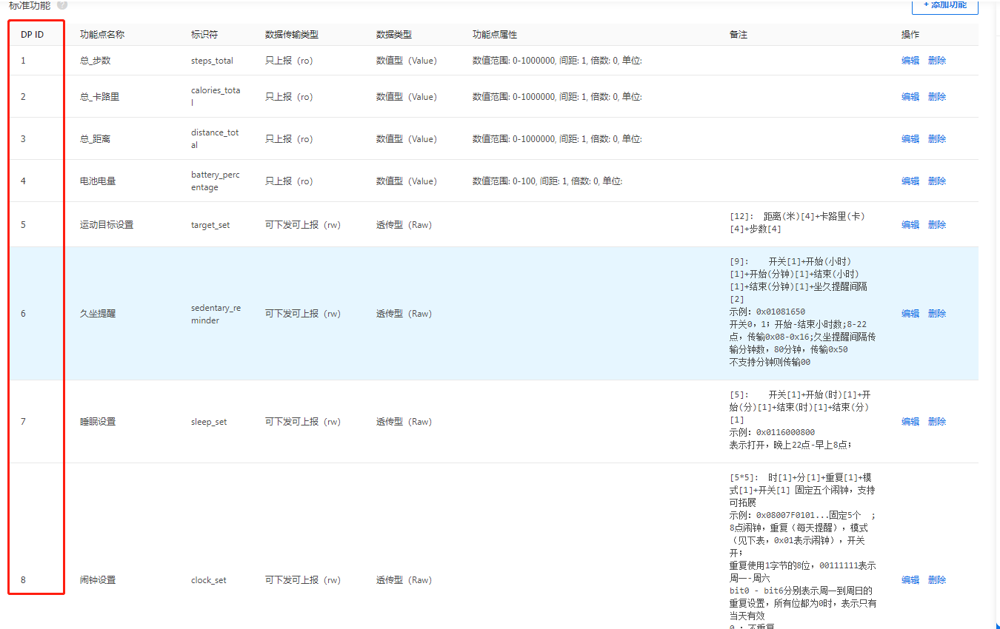 标准功能 ?
+ 添加功能
DP ID 功能点名称 标识符 数据传输类型 数据类型 功能点属性 备注 操作
1 总_步数 steps_total 只上报（ro） 数值型（Value） 数值范围: 0-1000000, 间距: 1, 倍数: 0, 单位: 编辑 删除
2 总_卡路里 calories_tota
l 只上报（ro） 数值型（Value） 数值范围: 0-1000000, 间距: 1, 倍数: 0, 单位: 编辑 删除
3 总_距离 distance_tot
al 只上报（ro） 数值型（Value） 数值范围: 0-1000000, 间距: 1, 倍数: 0, 单位: 编辑 删除
4 电池电量 battery_perc
entage 只上报（ro） 数值型（Value） 数值范围: 0-100, 间距: 1, 倍数: 0, 单位: 编辑 删除
5 运动目标设置 target_set 可下发可上报（rw） 透传型（Raw）
[12]: 距离(米)[4]+卡路里(卡)
[4]+步数[4]
编辑 删除
6 久坐提醒 sedentary_re
minder 可下发可上报（rw） 透传型（Raw）
[9]: 开关[1]+开始(小时)
[1]+开始(分钟)[1]+结束(小时)
[1]+结束(分钟)[1]+坐久提醒间隔
[2]
示例: 0x01081650
开关0, 1; 开始-结束小时数;8-22
点, 传输0x08-0x16;久坐提醒间隔传
输分钟数, 80分钟, 传输0x50
不支持分钟则传输00
编辑 删除
7 睡眠设置 sleep_set 可下发可上报（rw） 透传型（Raw）
[5]: 开关[1]+开始(时)[1]+开
始(分)[1]+结束(时)[1]+结束(分)
[1]
示例: 0x0116000800
表示打开, 晚上22点-早上8点;
编辑 删除
8 闹钟设置 clock_set 可下发可上报（rw） 透传型（Raw）
[5*5]: 时[1]+分[1]+重复[1]+模
式[1]+开关[1] 固定五个闹钟, 支持
可拓展
示例: 0x08007F0101...固定5个 ;
8点闹钟, 重复（每天提醒）, 模式
（见下表, 0x01表示闹钟）, 开关
开;
重复使用1字节的8位, 00111111表示
周一-周六
bit0 - bit6分别表示周一到周日的
重复设置, 所有位都为0时, 表示只有
当天有效
0 : 不重复
编辑 删除